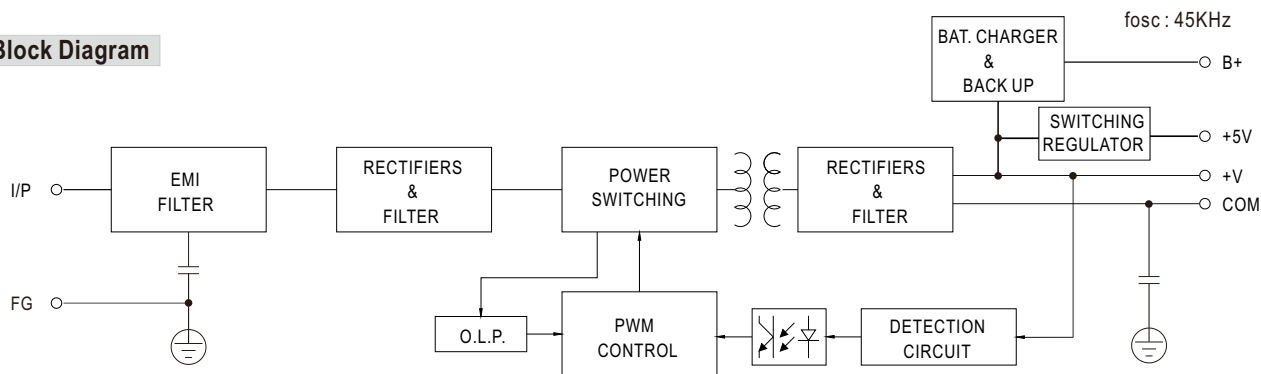 Block Diagram
fosc : 45KHz
BAT. CHARGER
&
BACK UP
B+
SWITCHING
REGULATOR
+5V
I/P
EMI
FILTER
RECTIFIERS
&
FILTER
POWER
SWITCHING
RECTIFIERS
&
FILTER
+V
COM
FG
O.L.P.
PWM
CONTROL
DETECTION
CIRCUIT